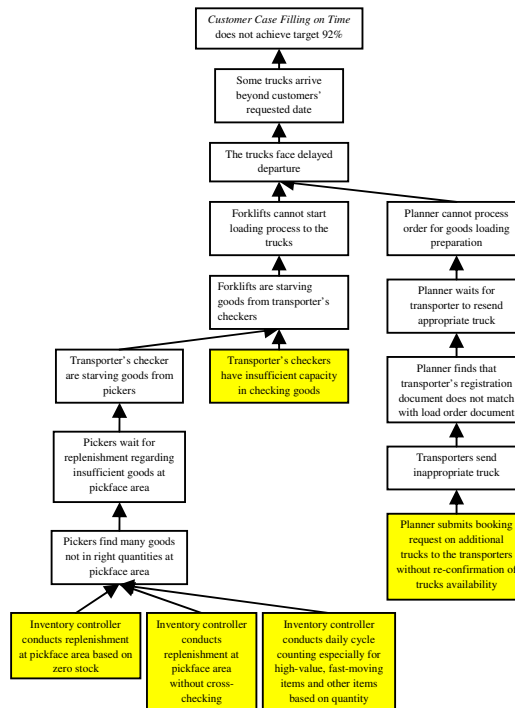 Customer Case Filling on Time
does not achieve target 92%
Some trucks arrive
beyond customers'
requested date
The trucks face delayed
departure
Forklifts cannot start
loading process to the
trucks
Planner cannot process
order for goods loading
preparation
Forklifts are starving
goods from transporter's
checkers
Planner waits for
transporter to resend
appropriate truck
Transporter's checker
are starving goods from
pickers
Transporter's checkers
have insufficient capacity
in checking goods
Planner finds that
transporter's registration
document does not match
with load order document
Pickers wait for
replenishment regarding
insufficient goods at
pickface area
Transporters send
inappropriate truck
Pickers find many goods
not in right quantities at
pickface area
Planner submits booking
request on additional
trucks to the transporters
without re-confirmation of
trucks availability
Inventory controller
conducts replenishment
at pickface area based on
zero stock
Inventory controller
conducts
replenishment at
pickface area
without cross-
checking
Inventory controller
conducts daily cycle
counting especially for
high-value, fast-moving
items and other items
based on quantity